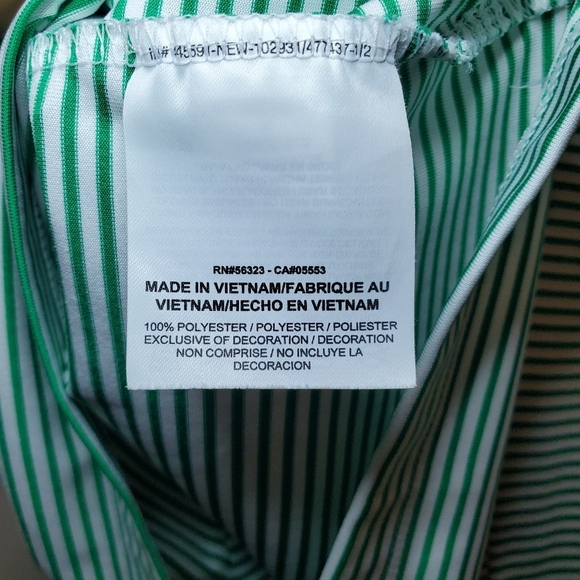 RN#56323 - CA#05553
MADE IN VIETNAM/FABRIQUE AU
VIETNAM/HECHO EN VIETNAM
100% POLYESTER / POLYESTER / POLIESTER
EXCLUSIVE OF DECORATION / DECORATION
NON COMPRISE / NO INCLUYE LA
DECORACION